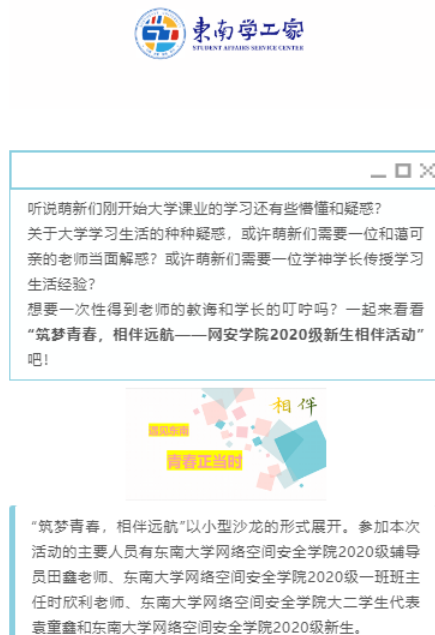 東南學工家
STUDENT AFFAIRS SERVICE CENTER
听说萌新们刚开始大学课业的学习还有些懵懂和疑惑？
关于大学学习生活的种种疑惑，或许萌新们需要一位和蔼可
亲的老师当面解惑？或许萌新们需要一位学神学长传授学习
生活经验？
想要一次性得到老师的教诲和学长的叮咛吗？一起来看看
“筑梦青春，相伴远航——网安学院2020级新生相伴活动”
吧！
相伴
遇见东南
青春正当时
“筑梦青春，相伴远航”以小型沙龙的形式展开。参加本次
活动的主要人员有东南大学网络空间安全学院2020级辅导
员田鑫老师、东南大学网络空间安全学院2020级一班班主
任时欣利老师、东南大学网络空间安全学院大二学生代表
袁童鑫和东南大学网络空间安全学院2020级新生。